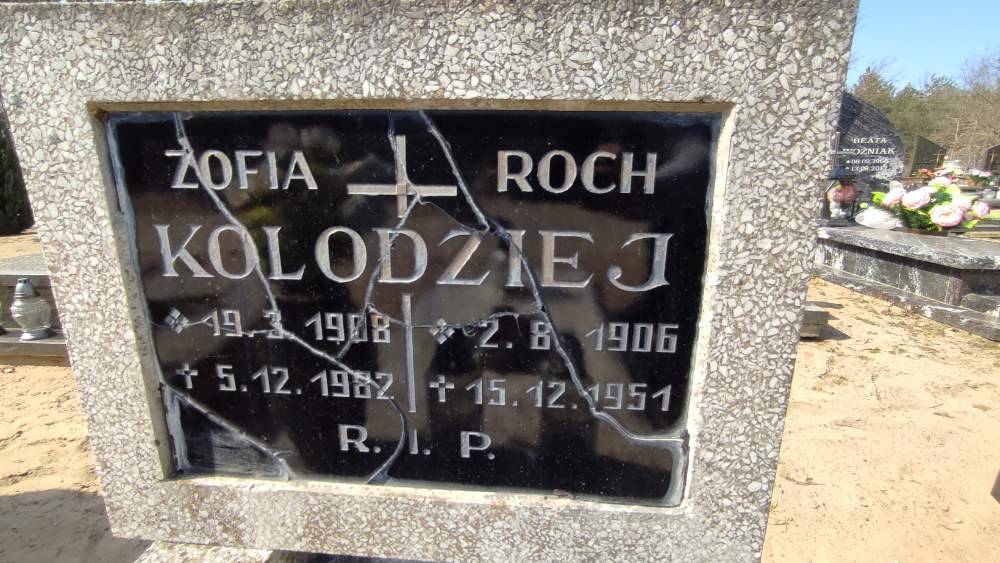 ZOFIA ROCH
KOLODZIEJ
19.3.1908 2.8.1906
✝ 5.12.1982 ✝ 15.12.1951
R. I. P.
BEATA